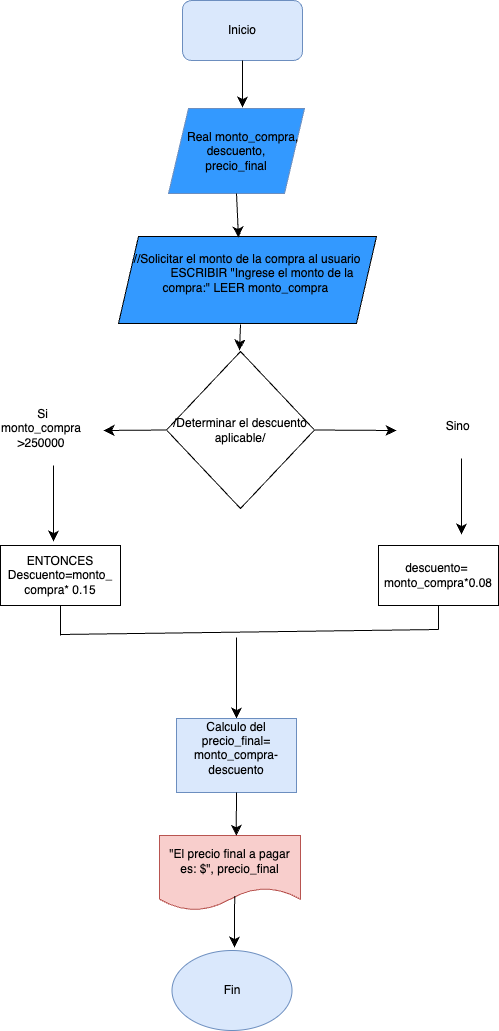 Inicio
Real monto_compra,
descuento,
precio_final
//Solicitar el monto de la compra al usuario
ESCRIBIR "Ingrese el monto de la
compra:" LEER monto_compra
Si
monto_compra
>250000
/Determinar el descuento
aplicable/
Sino
ENTONCES
Descuento=monto_
compra* 0.15
descuento=
monto_compra*0.08
Calculo del
precio_final=
monto_compra-
descuento
"El precio final a pagar
es: $", precio_final
Fin